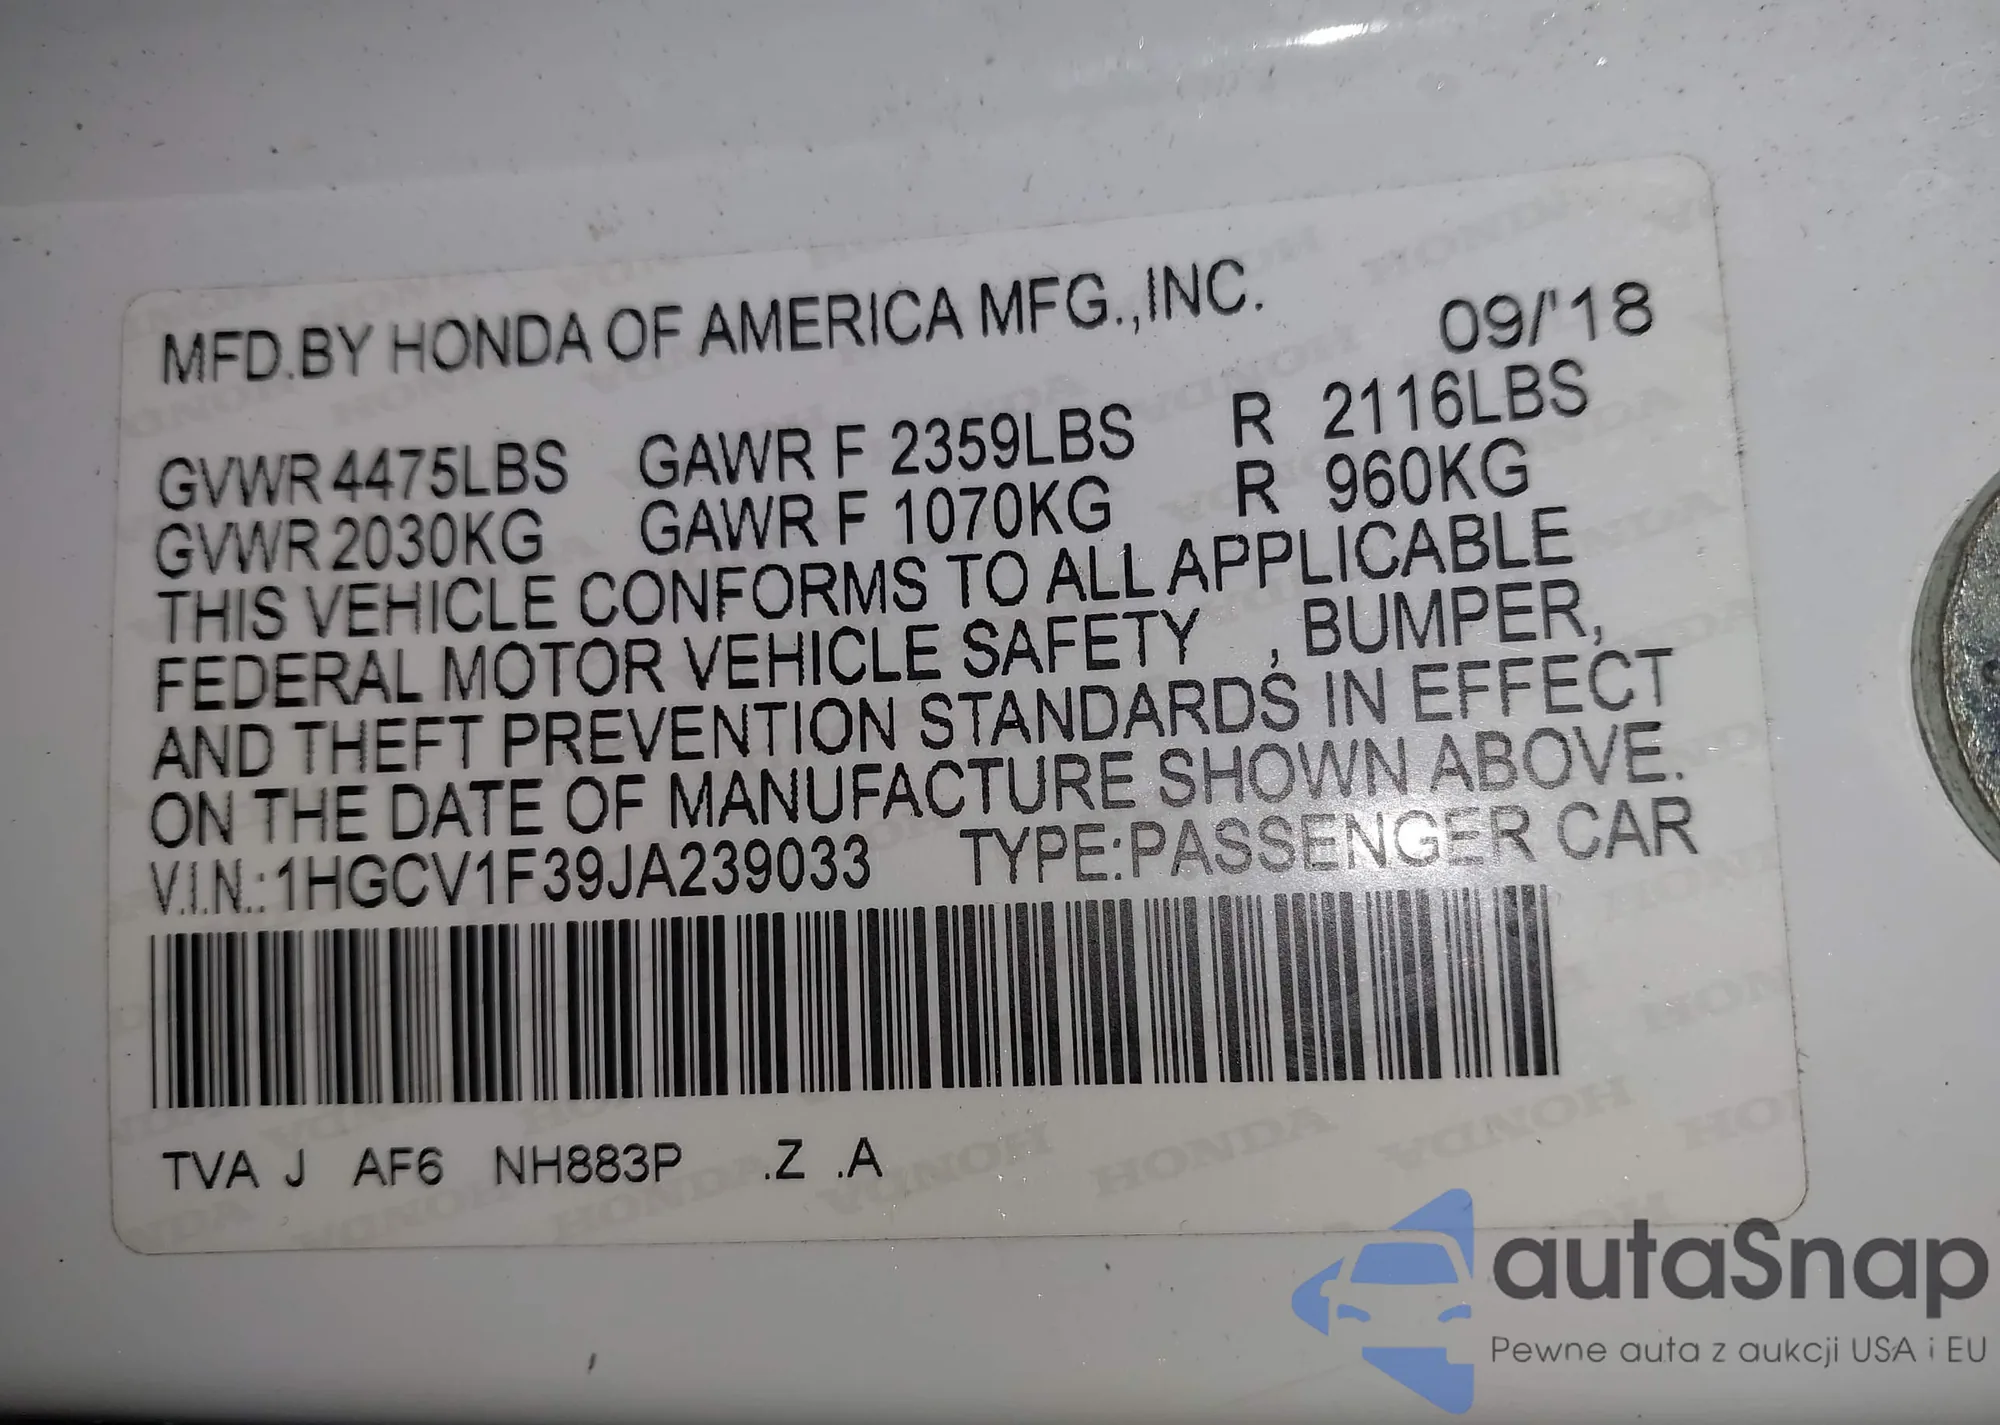 MFD.BY HONDA OF AMERICA MFG.,INC. 09/'18
GVWR 4475LBS GAWR F 2359LBS R 2116LBS
GVWR 2030KG GAWR F 1070KG R 960KG
THIS VEHICLE CONFORMS TO ALL APPLICABLE
FEDERAL MOTOR VEHICLE SAFETY , BUMPER,
AND THEFT PREVENTION STANDARDS IN EFFECT
ON THE DATE OF MANUFACTURE SHOWN ABOVE.
V.I.N.:1HGCV1F39JA239033 TYPE:PASSENGER CAR
TVA J AF6 NH883P .Z .A
autaSnap
Pewne auta z aukcji USA i EU